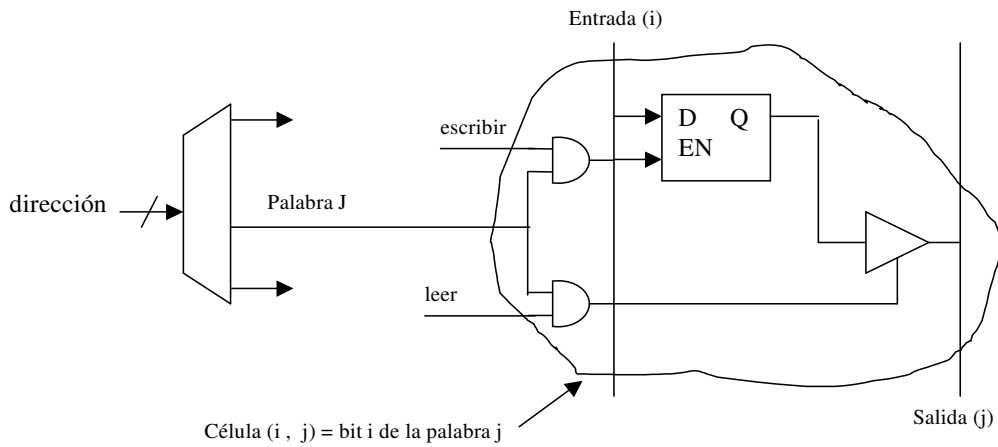 Entrada (i)
escribir
D Q
EN
dirección
Palabra J
leer
Célula (i , j) = bit i de la palabra j
Salida (j)